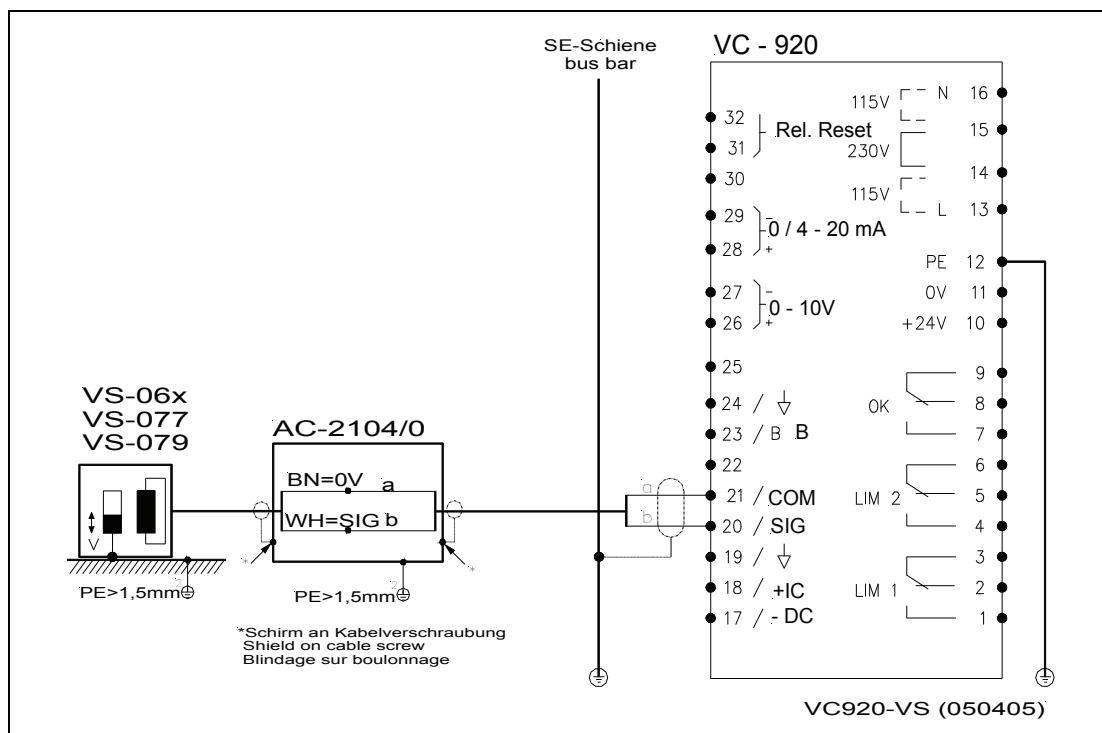 SE-Schiene
bus bar
VC - 920
32
31
Rel. Reset
30
29
28
-
+
0 / 4 - 20 mA
27
26
-
+
0 - 10V
25
24 /
23 / B B
22
21 / COM
20 / SIG
19 /
18 / +IC
17 / - DC
115V
N 16
15
230V
14
115V
L 13
PE 12
0V 11
+24V 10
9
OK 8
7
6
LIM 2 5
4
3
LIM 1 2
1
VS-06x
VS-077
VS-079
V
PE>1,5mm2
AC-2104/0
BN=0V a
WH=SIG b
*
*
PE>1,5mm2
a
b
*Schirm an Kabelverschraubung
Shield on cable screw
Blindage sur boulonnage
VC920-VS (050405)